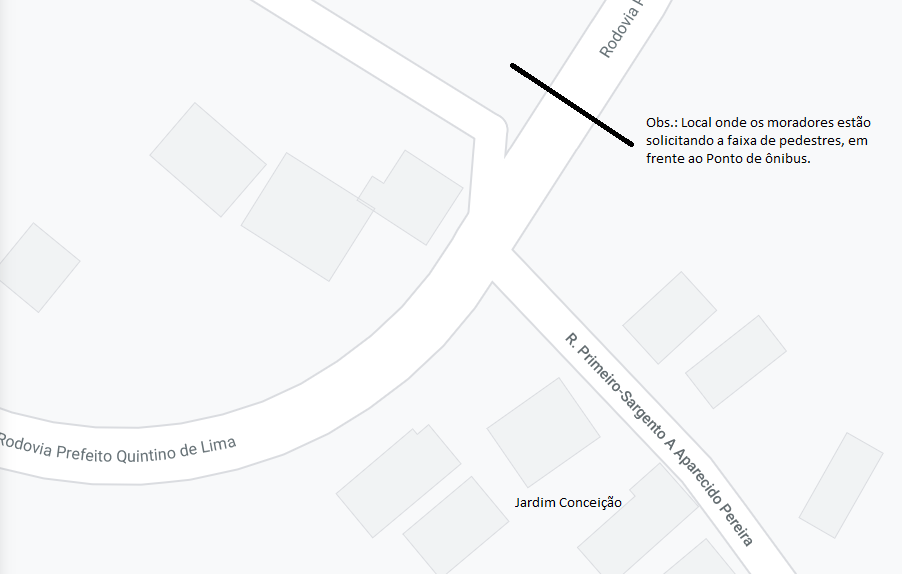 Rodovia P
Obs.: Local onde os moradores estão
solicitando a faixa de pedestres, em
frente ao Ponto de ônibus.
R. Primeiro-Sargento A Aparecido Pereira
Rodovia Prefeito Quintino de Lima
Jardim Conceição